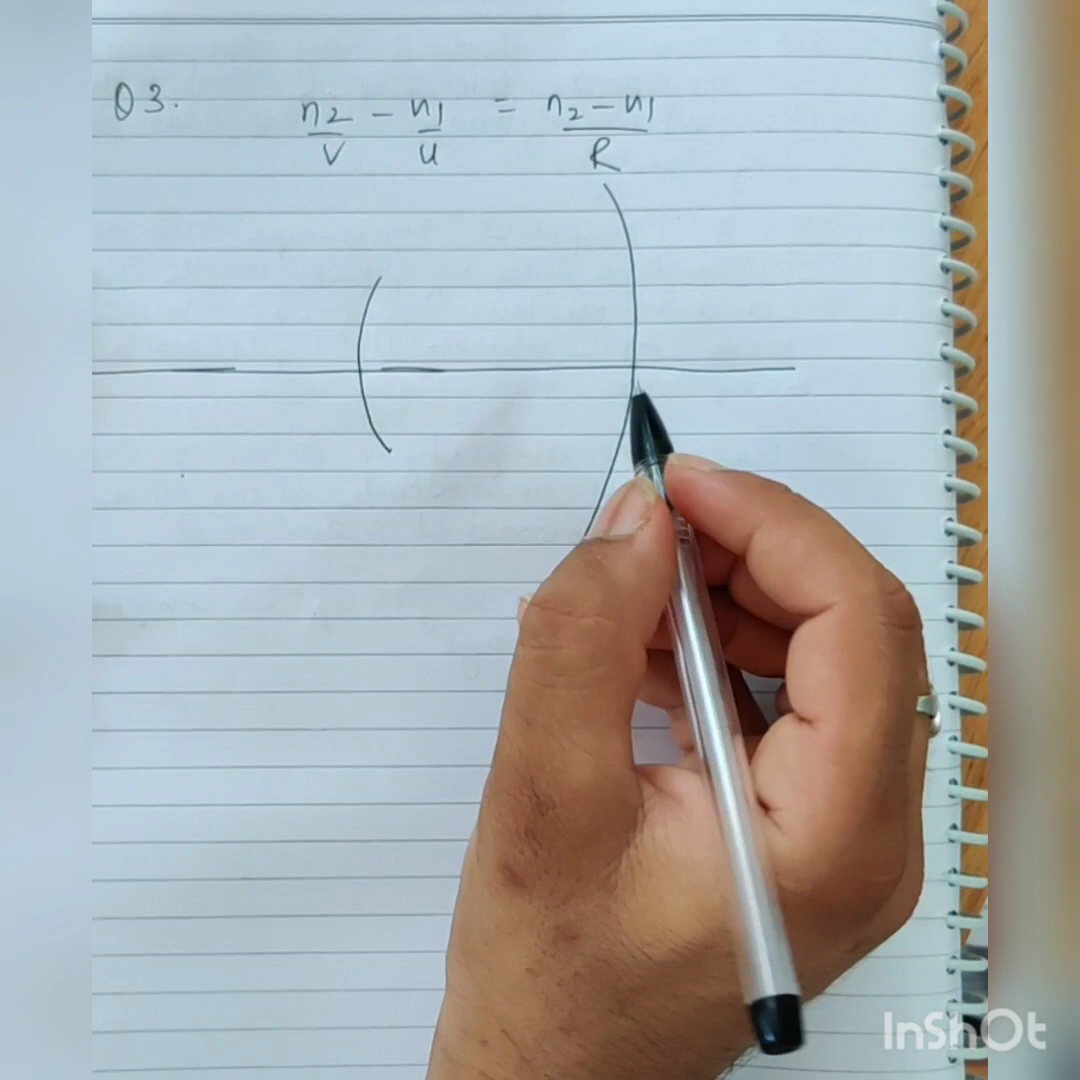 Q3. n2/v - n1/u = n2-n1/R
InShOt